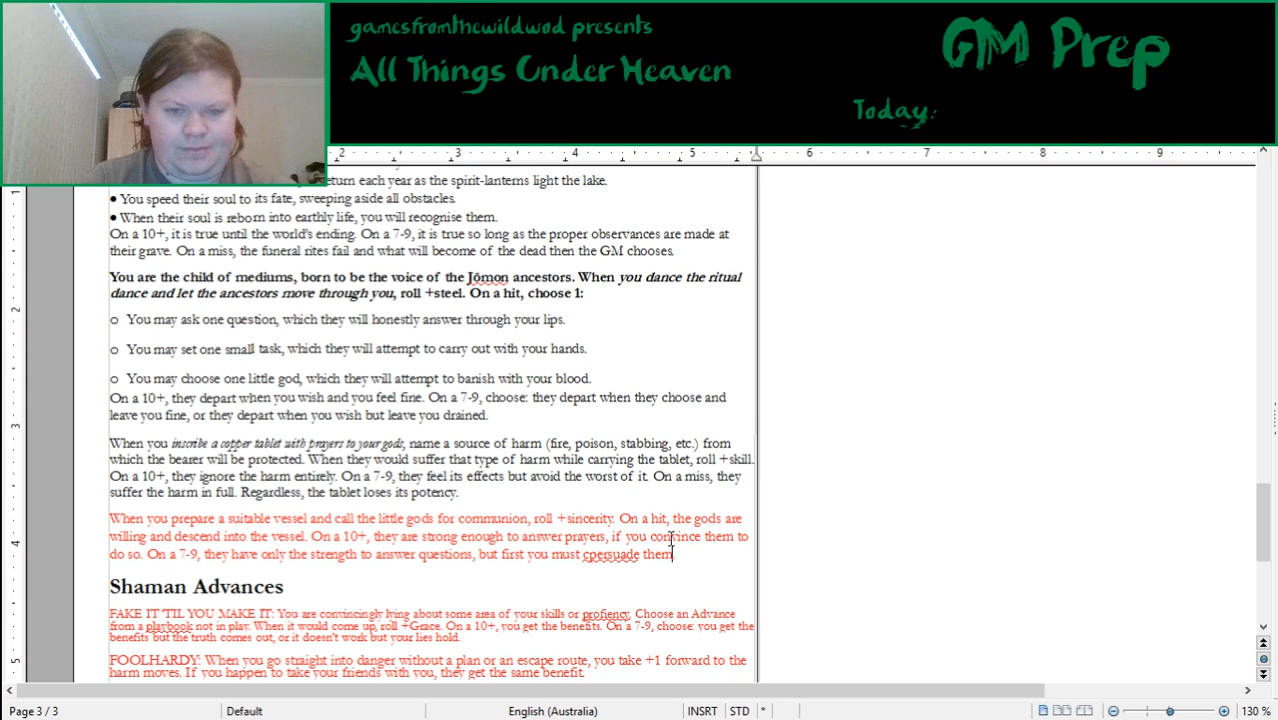 gamesfromthewildwod presents
All Things Under Heaven
GM Prep
Today:
2 3 4 5 6 7 8 9
return each year as the spirit-lanterns light the lake.
• You speed their soul to its fate, sweeping aside all obstacles.
• When their soul is reborn into earthly life, you will recognise them.
On a 10+, it is true until the world's ending. On a 7-9, it is true so long as the proper observances are made at
their grave. On a miss, the funeral rites fail and what will become of the dead then the GM chooses.
You are the child of mediums, born to be the voice of the Jōmon ancestors. When you dance the ritual
dance and let the ancestors move through you, roll +steel. On a hit, choose 1:
o You may ask one question, which they will honestly answer through your lips.
o You may set one small task, which they will attempt to carry out with your hands.
o You may choose one little god, which they will attempt to banish with your blood.
On a 10+, they depart when you wish and you feel fine. On a 7-9, choose: they depart when they choose and
leave you fine, or they depart when you wish but leave you drained.
When you inscribe a copper tablet with prayers to your gods, name a source of harm (fire, poison, stabbing, etc.) from
which the bearer will be protected. When they would suffer that type of harm while carrying the tablet, roll +skill.
On a 10+, they ignore the harm entirely. On a 7-9, they feel its effects but avoid the worst of it. On a miss, they
suffer the harm in full. Regardless, the tablet loses its potency.
When you prepare a suitable vessel and call the little gods for communion, roll +sincerity. On a hit, the gods are
willing and descend into the vessel. On a 10+, they are strong enough to answer prayers, if you convince them to
do so. On a 7-9, they have only the strength to answer questions, but first you must cpersuade them
Shaman Advances
FAKE IT 'TIL YOU MAKE IT: You are convincingly lying about some area of your skills or profiency. Choose an Advance
from a playbook not in play. When it would come up, roll +Grace. On a 10+, you get the benefits. On a 7-9, choose: you get the
benefits but the truth comes out, or it doesn't work but your lies hold.
FOOLHARDY: When you go straight into danger without a plan or an escape route, you take +1 forward to the
harm moves. If you happen to take your friends with you, they get the same benefit.
Page 3 / 3 Default English (Australia) INSRT STD * 130 %